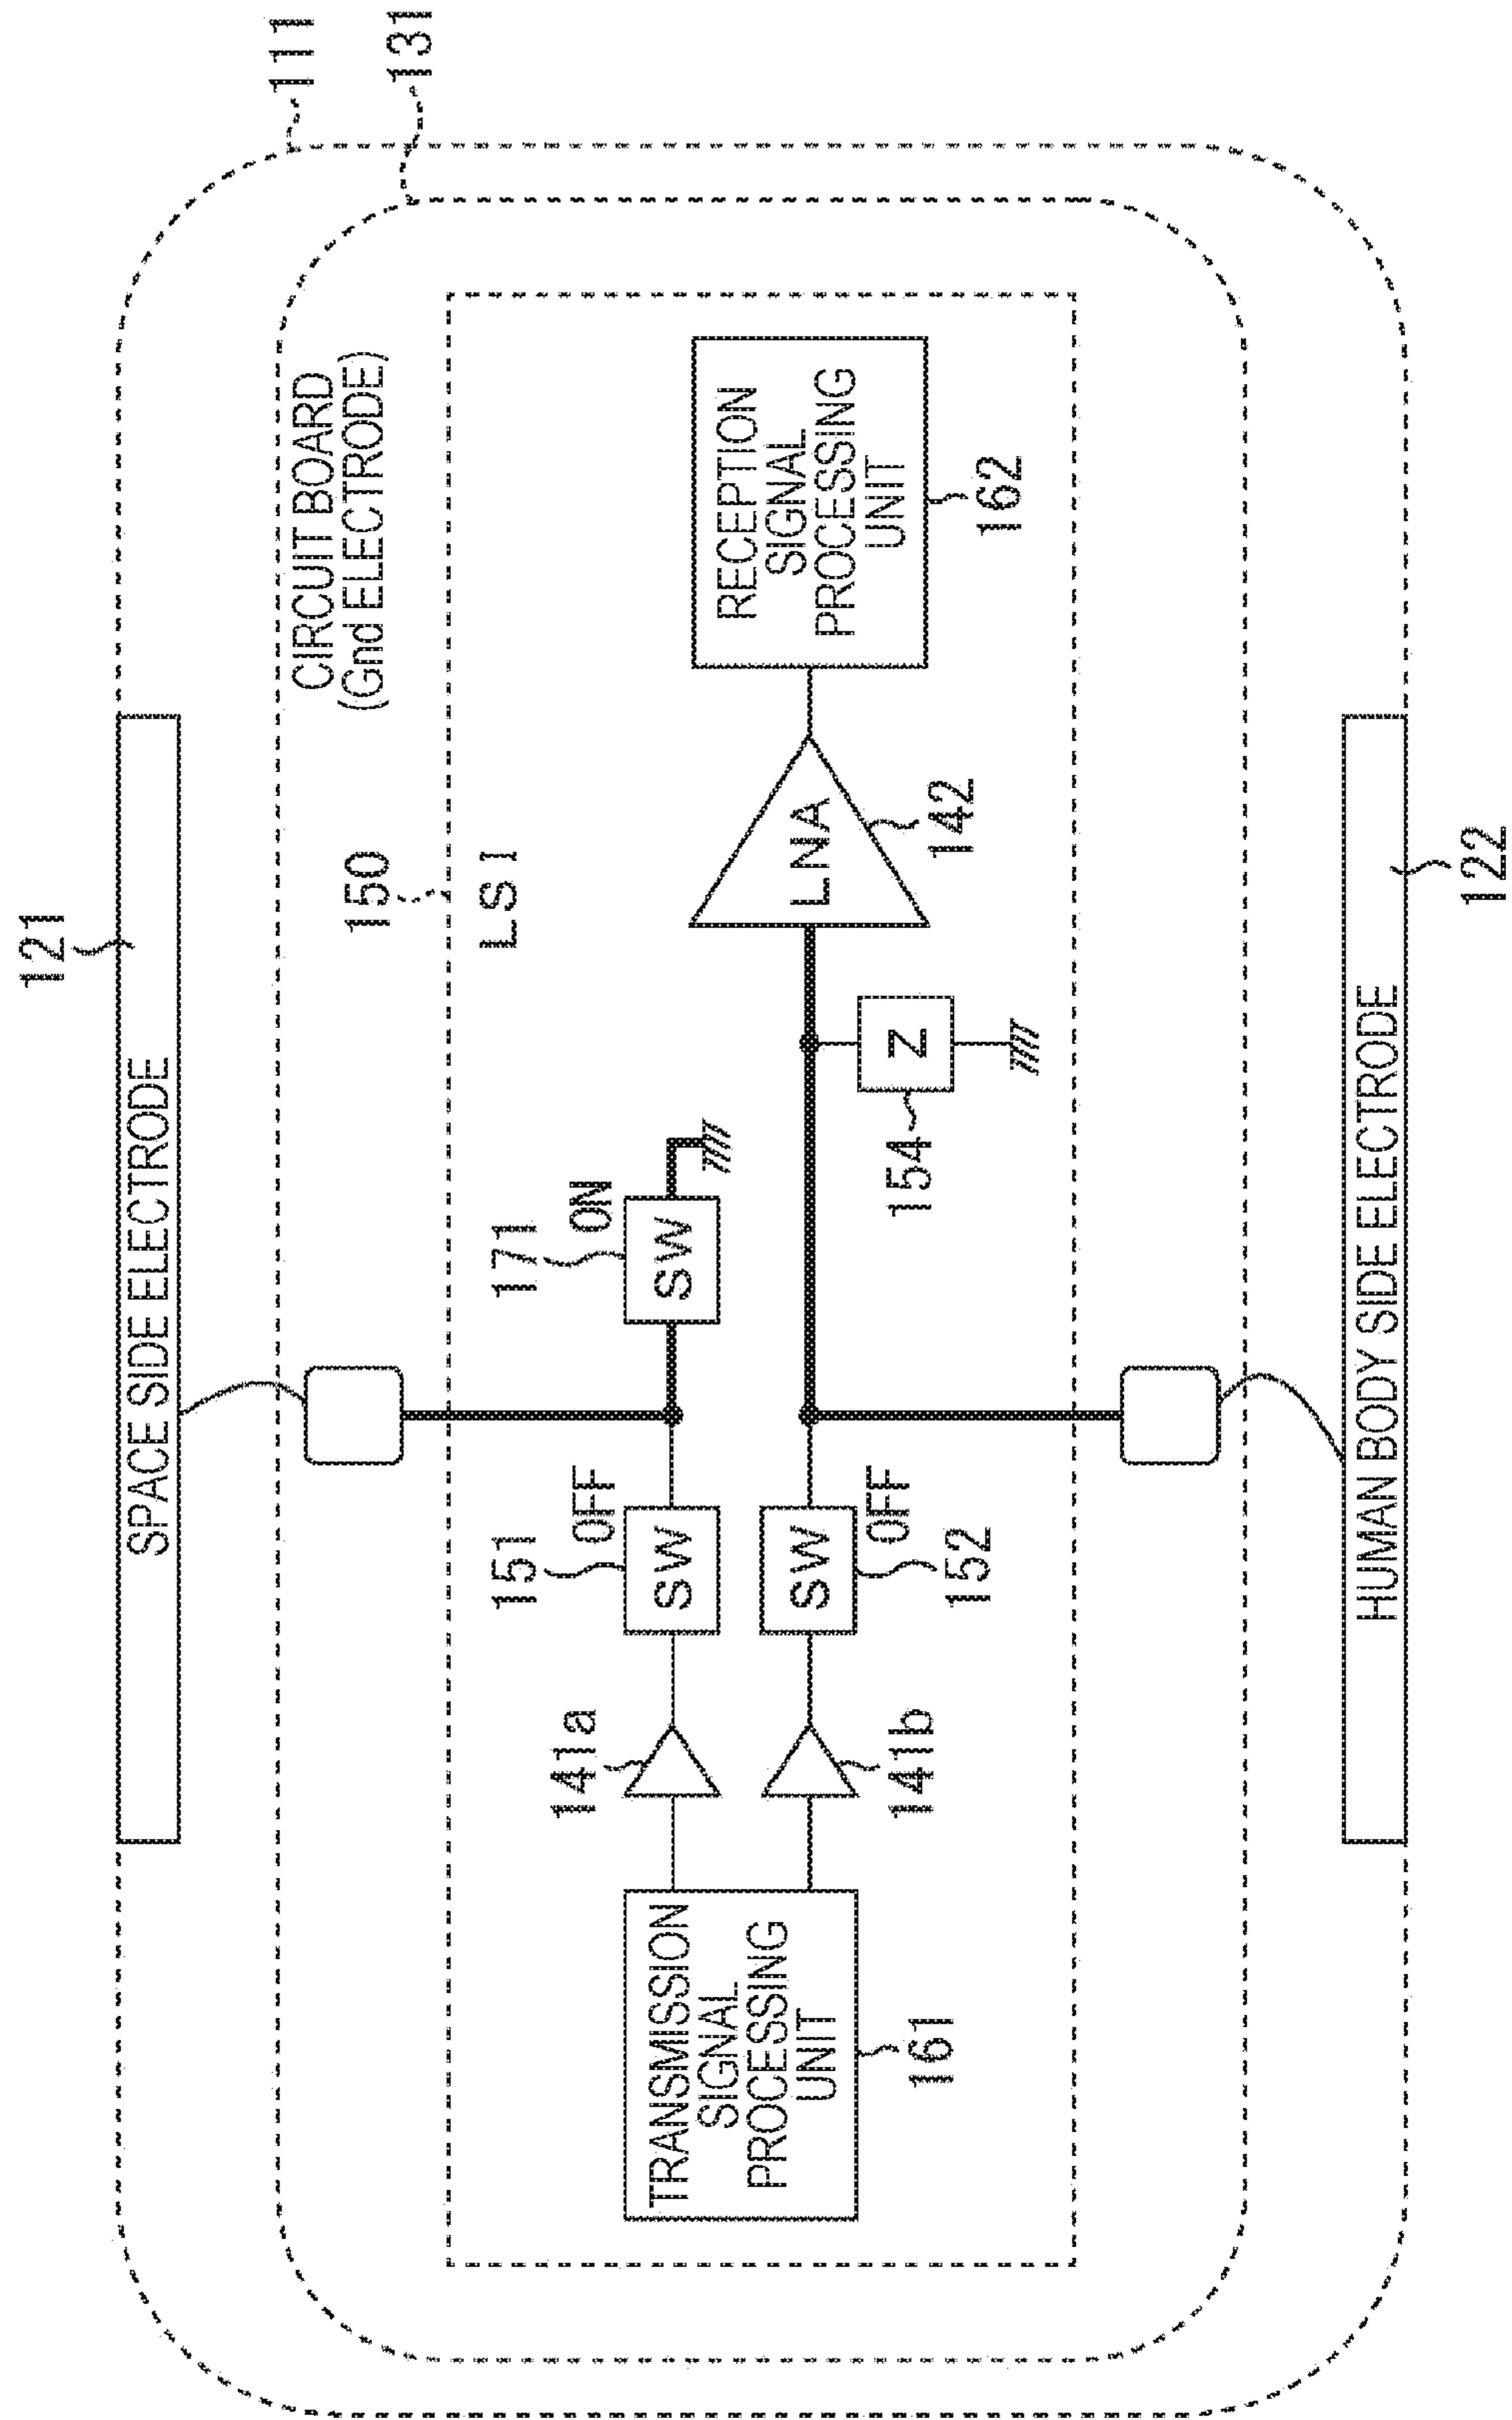 111
131
121
SPACE SIDE ELECTRODE
CIRCUIT BOARD
(Gnd ELECTRODE)
150
LSI
151
OFF
SW
171
ON
SW
141a
TRANSMISSION
SIGNAL
PROCESSING
UNIT
161
141b
SW
OFF
152
Z
154
LNA
142
RECEPTION
SIGNAL
PROCESSING
UNIT
162
HUMAN BODY SIDE ELECTRODE
122